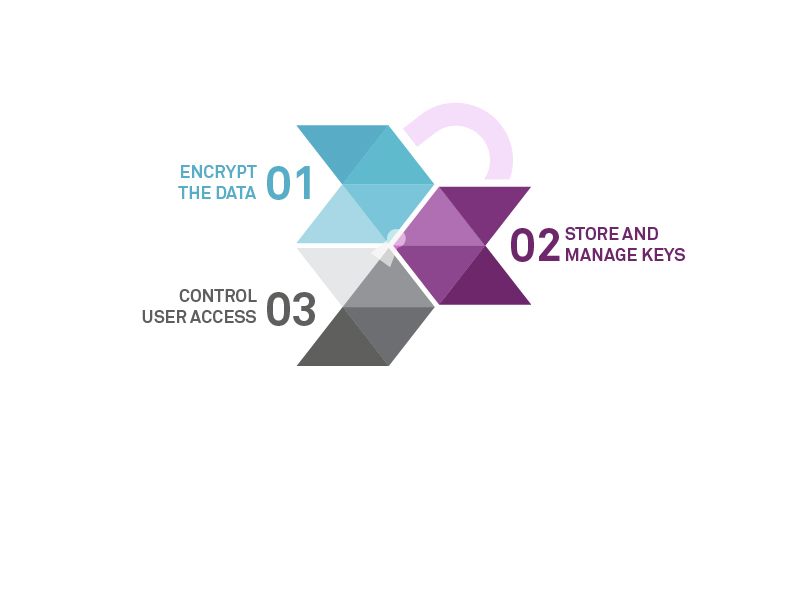 ENCRYPT
THE DATA
01
02
STORE AND
MANAGE KEYS
CONTROL
USER ACCESS
03